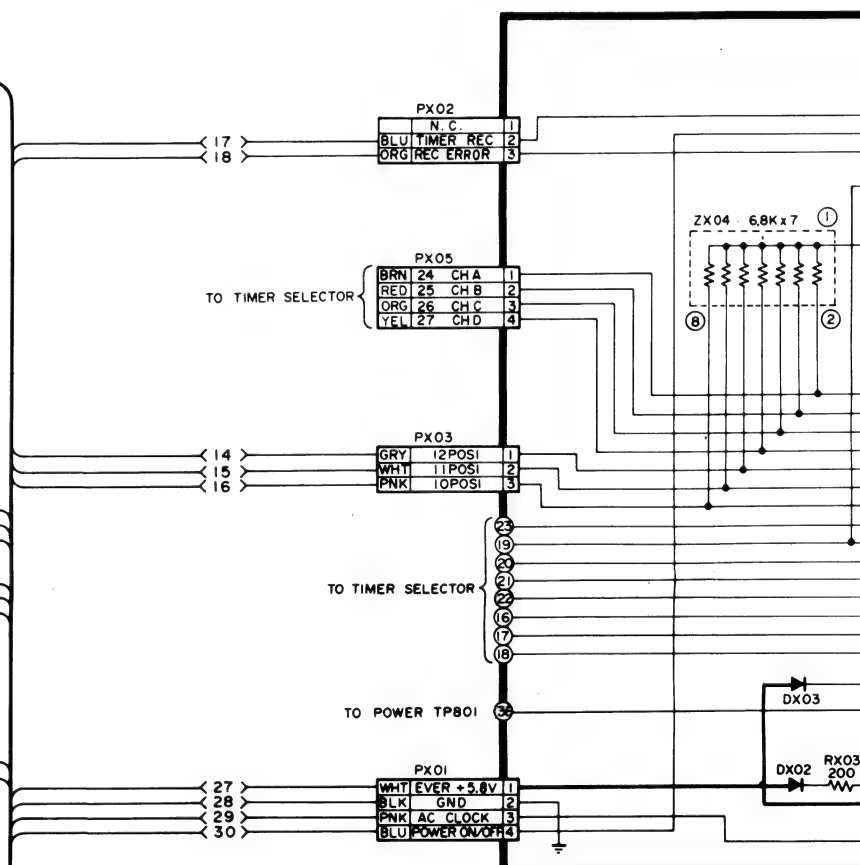 PX02
N.C. 1
17 BLU TIMER REC 2
18 ORG REC ERROR 3
ZX04 6.8K x 7 1
8 2
PX05
TO TIMER SELECTOR
BRN 24 CH A 1
RED 25 CH B 2
ORG 26 CH C 3
YEL 27 CH D 4
PX03
14 GRY 12POSI 1
15 WHT 11POSI 2
16 PNK 10POSI 3
TO TIMER SELECTOR
23
19
20
21
22
16
17
18
DX03
TO POWER TP801
DX02
RX03
200
PX01
27 WHT EVER +5.8V 1
28 BLK GND 2
29 PNK AC CLOCK 3
30 BLU POWER ON/OFF 4